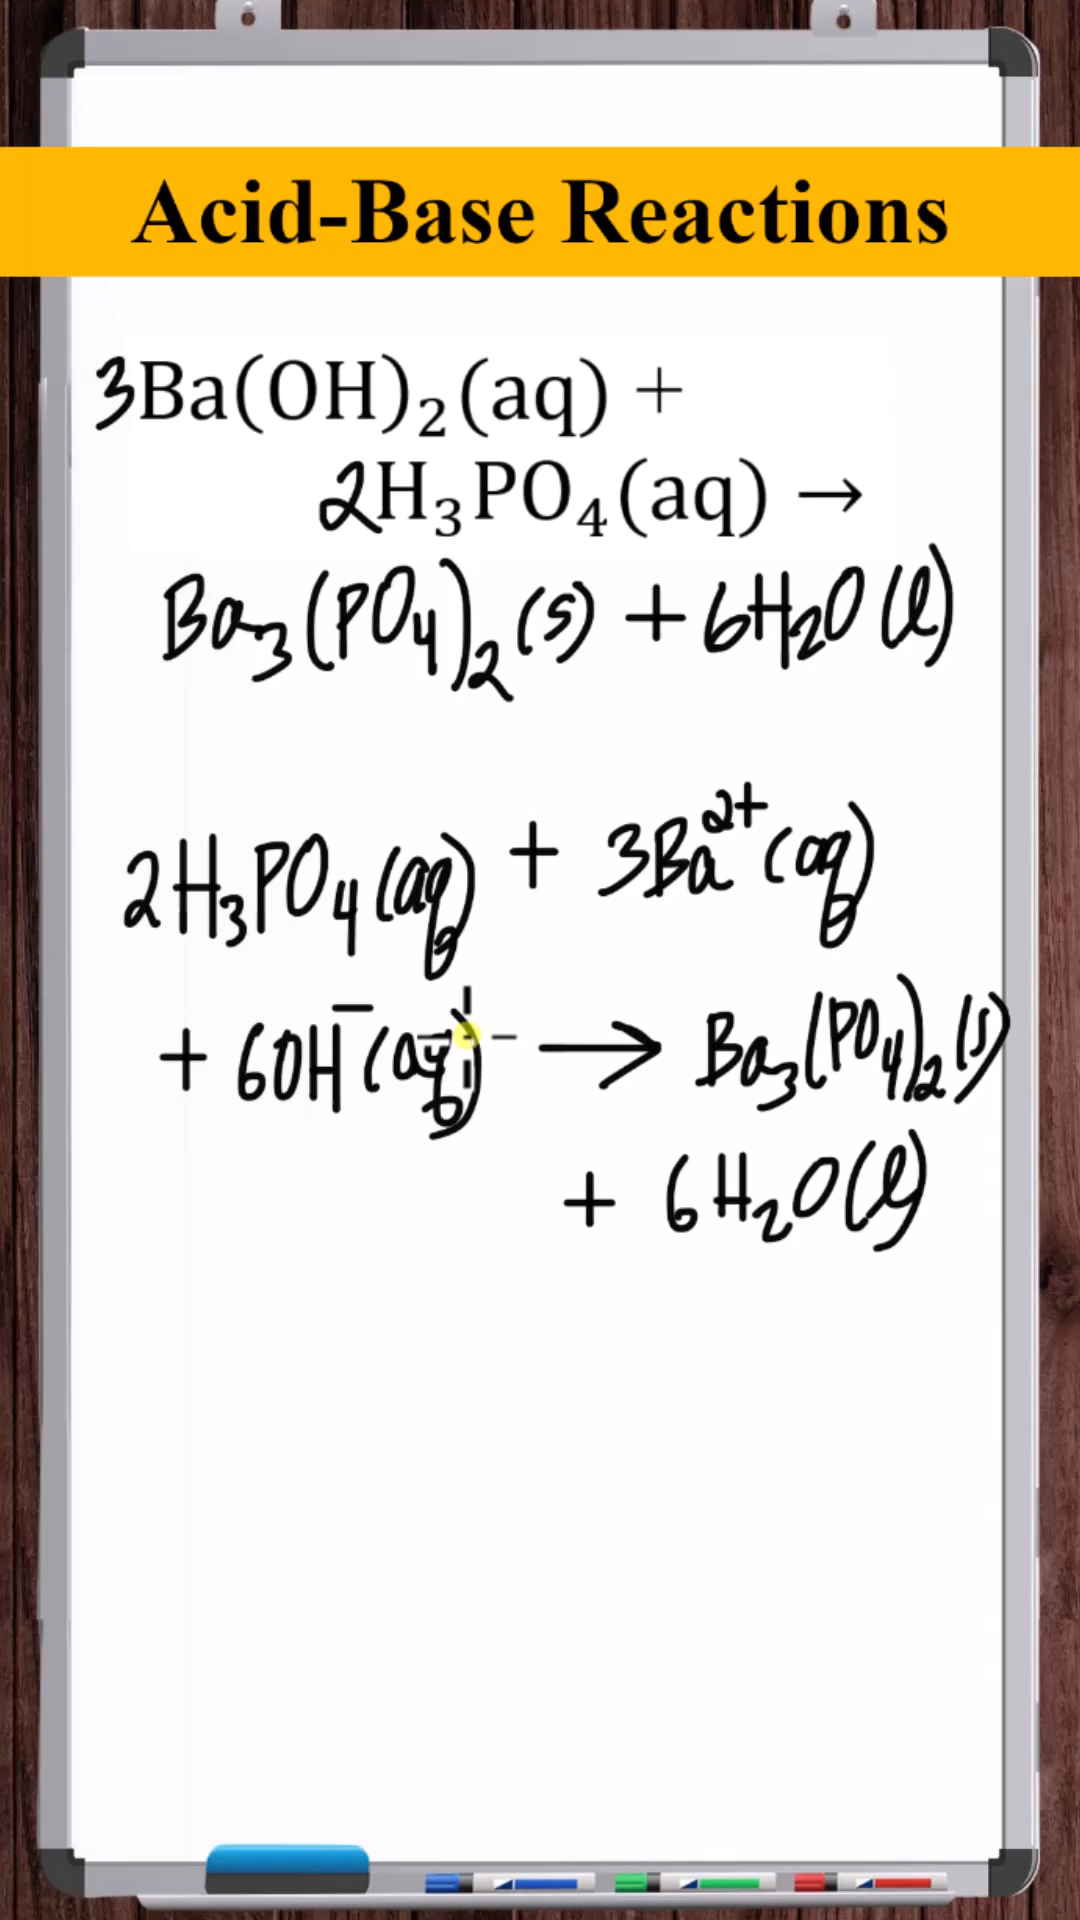 Acid-Base Reactions
3Ba(OH)₂(aq) +
2H₃PO₄(aq) →
Ba₃(PO₄)₂(s) + 6H₂O(l)
2H₃PO₄(aq) + 3Ba²⁺(aq)
+ 6OH⁻(aq) → Ba₃(PO₄)₂(s)
+ 6H₂O(l)